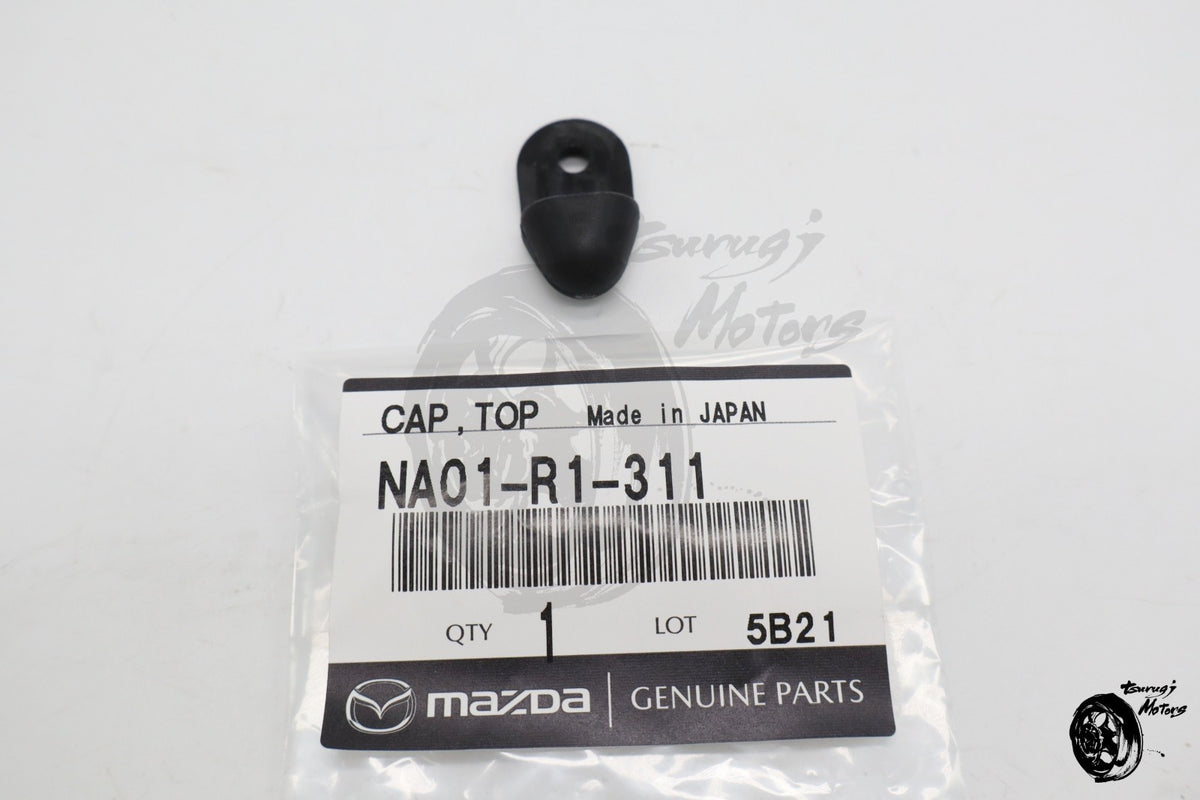 Tsurugi
Motors
CAP, TOP Made in JAPAN
NA01-R1-311
QTY 1 LOT 5B21
mazda GENUINE PARTS
Tsurugi
Motors